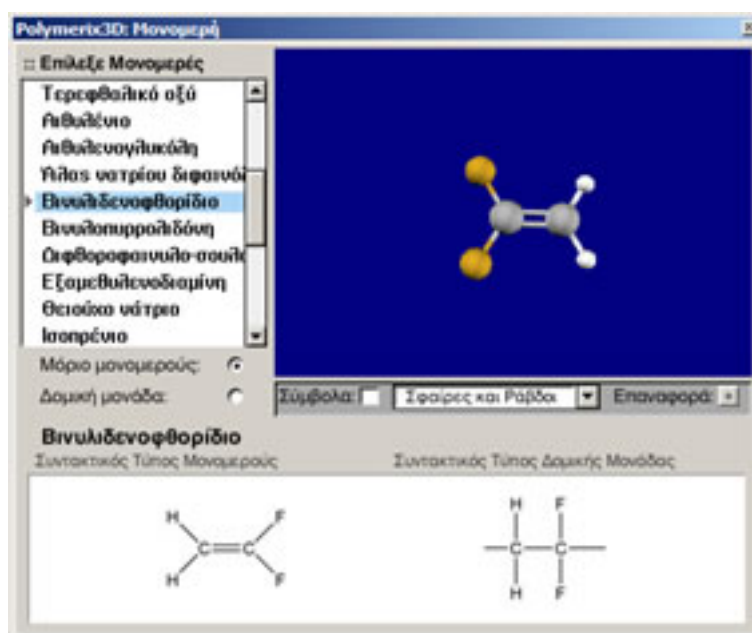 Polymerix3D: Μονομερή
:: Επίλεξε Μονομερές
Τερεφθαλικό οξύ
Αιθυλένιο
Αιθυλενογλυκόλη
Άλας νατρίου διφαινόλ
Βινυλιδενοφθορίδιο
Βινυλοπυρρολιδόνη
Διφθοροφαινυλο-σουλφ
Εξαμεθυλενοδιαμίνη
Θειούχο νάτριο
Ισοπρένιο
Μόριο μονομερούς:
Δομική μονάδα:
Σύμβολα: Σφαίρες και Ράβδοι Επαναφορά:
Βινυλιδενοφθορίδιο
Συντακτικός Τύπος Μονομερούς Συντακτικός Τύπος Δομικής Μονάδας
H F H F
C C C C
H F H F